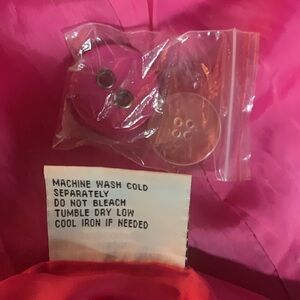 MACHINE WASH COLD
SEPARATELY
DO NOT BLEACH
TUMBLE DRY LOW
COOL IRON IF NEEDED